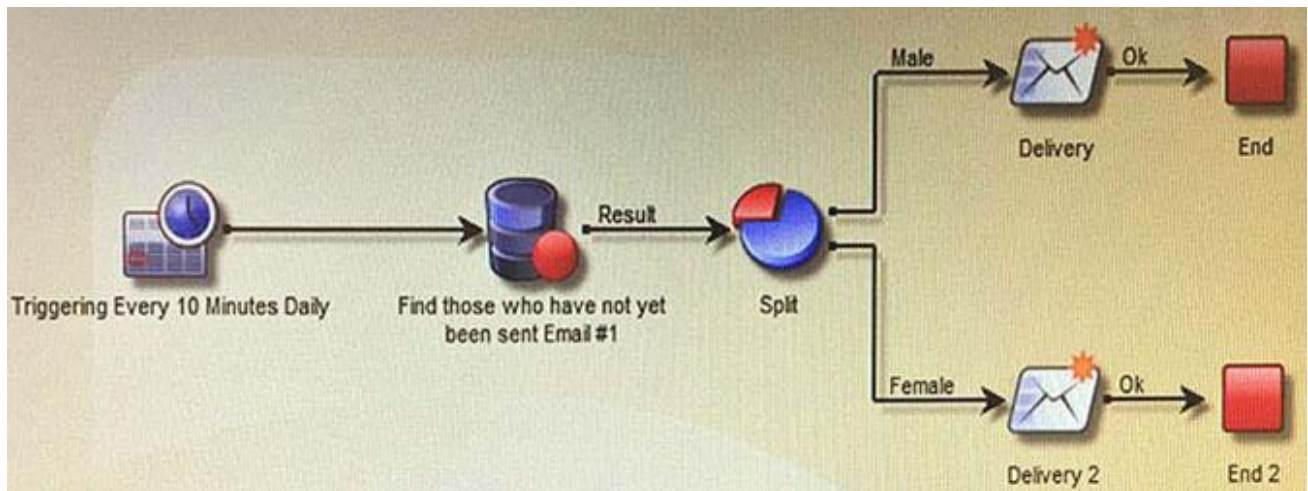 Male
Ok
Delivery
End
Result
Triggering Every 10 Minutes Daily
Find those who have not yet
been sent Email #1
Split
Female
Ok
Delivery 2
End 2